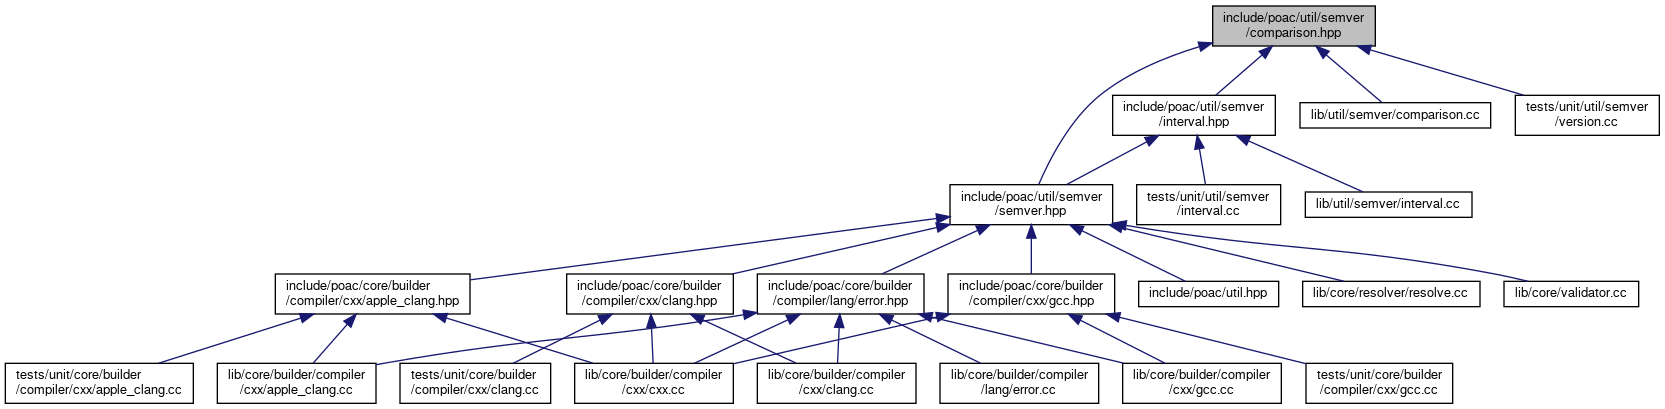 include/poac/util/semver
/comparison.hpp
include/poac/util/semver
/interval.hpp
lib/util/semver/comparison.cc
tests/unit/util/semver
/version.cc
include/poac/util/semver
/semver.hpp
tests/unit/util/semver
/interval.cc
lib/util/semver/interval.cc
include/poac/core/builder
/compiler/cxx/apple_clang.hpp
include/poac/core/builder
/compiler/cxx/clang.hpp
include/poac/core/builder
/compiler/lang/error.hpp
include/poac/core/builder
/compiler/cxx/gcc.hpp
include/poac/util.hpp
lib/core/resolver/resolve.cc
lib/core/validator.cc
tests/unit/core/builder
/compiler/cxx/apple_clang.cc
lib/core/builder/compiler
/cxx/apple_clang.cc
tests/unit/core/builder
/compiler/cxx/clang.cc
lib/core/builder/compiler
/cxx/cxx.cc
lib/core/builder/compiler
/cxx/clang.cc
lib/core/builder/compiler
/lang/error.cc
lib/core/builder/compiler
/cxx/gcc.cc
tests/unit/core/builder
/compiler/cxx/gcc.cc